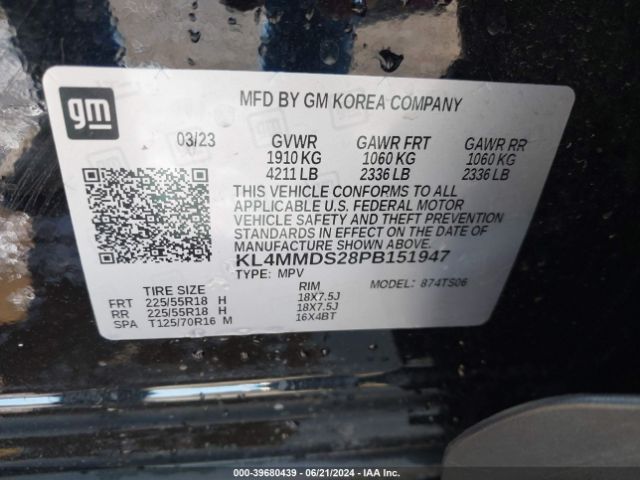 gm
MFD BY GM KOREA COMPANY
03/23 GVWR GAWR FRT GAWR RR
1910 KG 1060 KG 1060 KG
4211 LB 2336 LB 2336 LB
THIS VEHICLE CONFORMS TO ALL
APPLICABLE U.S. FEDERAL MOTOR
VEHICLE SAFETY AND THEFT PREVENTION
STANDARDS IN EFFECT ON THE DATE OF
MANUFACTURE SHOWN ABOVE.
KL4MMDS28PB151947
TYPE: MPV MODEL: 874TS06
TIRE SIZE RIM
FRT 225/55R18 H 18X7.5J
RR 225/55R18 H 18X7.5J
SPA T125/70R16 M 16X4BT
000-39680439 - 06/21/2024 - IAA Inc.